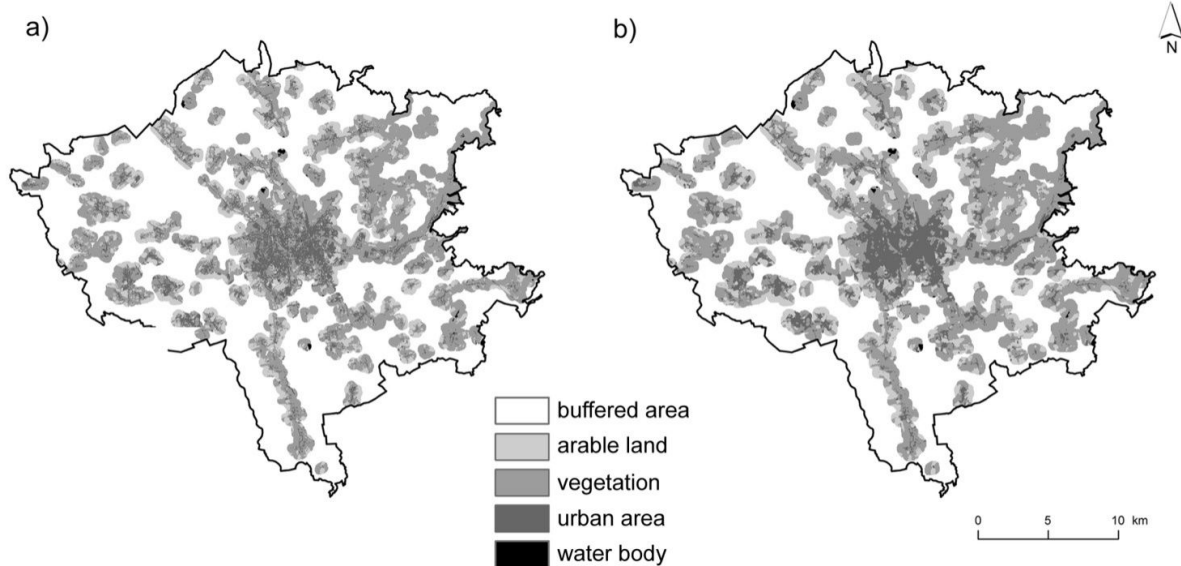 a)
b)
N
buffered area
arable land
vegetation
urban area
water body
0 5 10 km